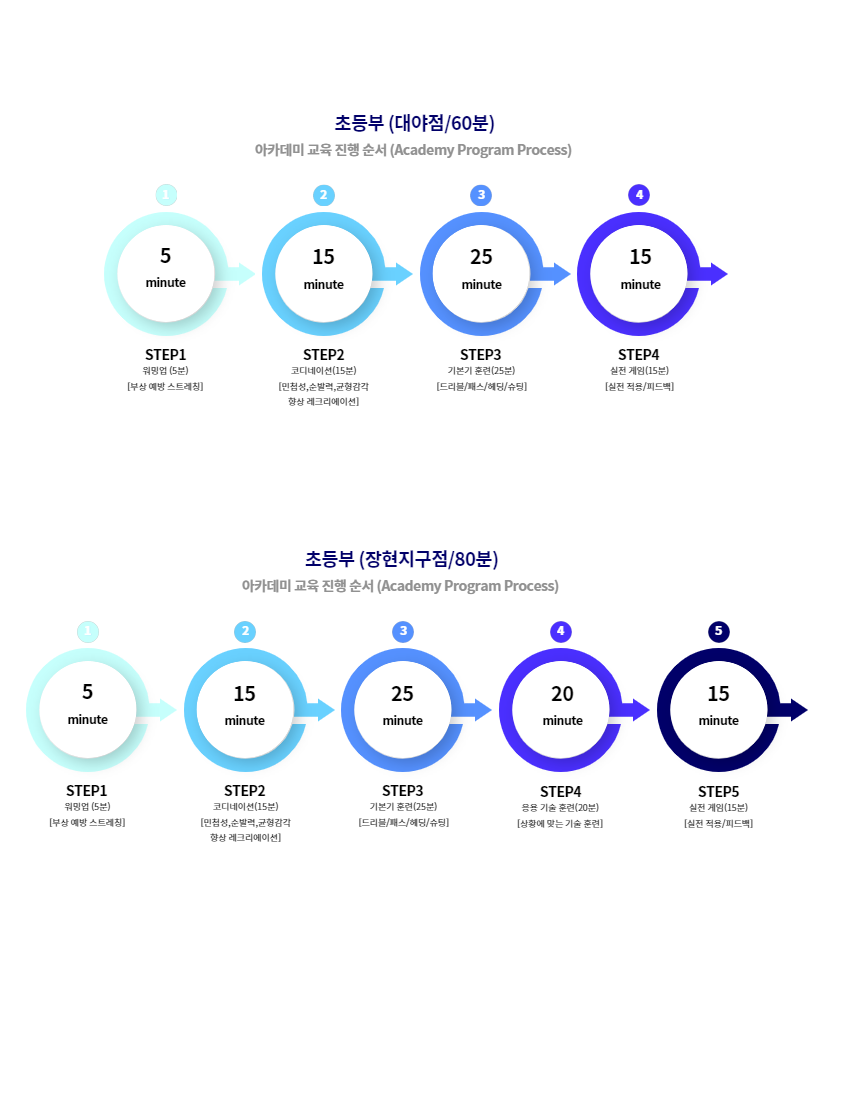 초등부 (대야점/60분)
아카데미 교육 진행 순서 (Academy Program Process)
1
2
3
4
5
minute
15
minute
25
minute
15
minute
STEP1
워밍업 (5분)
[부상 예방 스트레칭]
STEP2
코디네이션(15분)
[민첩성,순발력,균형감각
향상 레크리에이션]
STEP3
기본기 훈련(25분)
[드리블/패스/헤딩/슈팅]
STEP4
실전 게임(15분)
[실전 적용/피드백]
초등부 (장현지구점/80분)
아카데미 교육 진행 순서 (Academy Program Process)
1
2
3
4
5
5
minute
15
minute
25
minute
20
minute
15
minute
STEP1
워밍업 (5분)
[부상 예방 스트레칭]
STEP2
코디네이션(15분)
[민첩성,순발력,균형감각
향상 레크리에이션]
STEP3
기본기 훈련(25분)
[드리블/패스/헤딩/슈팅]
STEP4
응용 기술 훈련(20분)
[상황에 맞는 기술 훈련]
STEP5
실전 게임(15분)
[실전 적용/피드백]